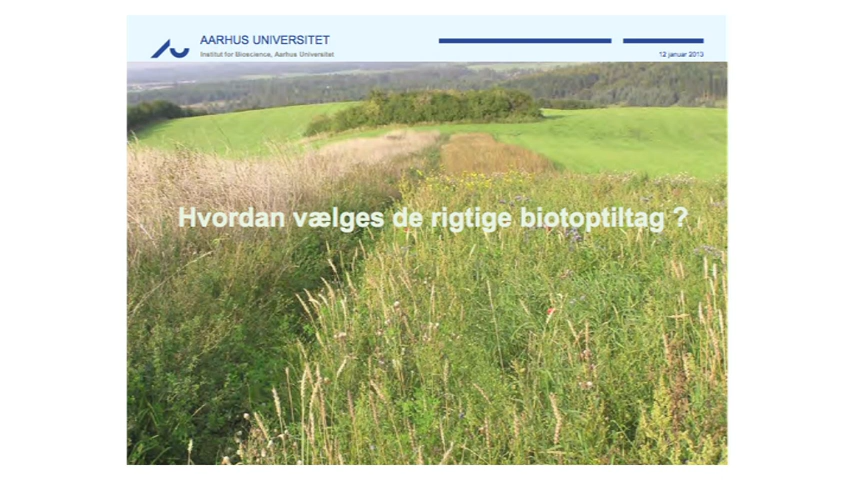 AARHUS UNIVERSITET
Institut for Bioscience, Aarhus Universitet
12 januar 2013
Hvordan vælges de rigtige biotoptiltag ?